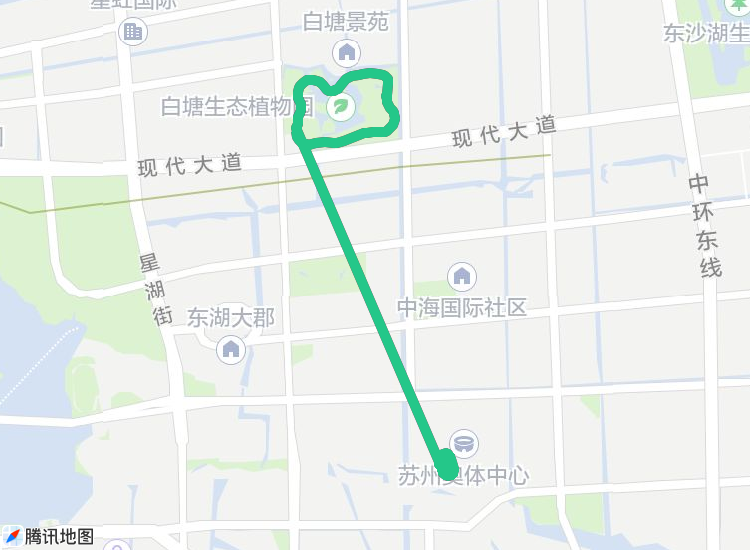 星虹国际
白塘景苑
东沙湖生
白塘生态植物园
现代大道
现代大道
中环东线
星湖街
中海国际社区
东湖大郡
苏州奥体中心
腾讯地图